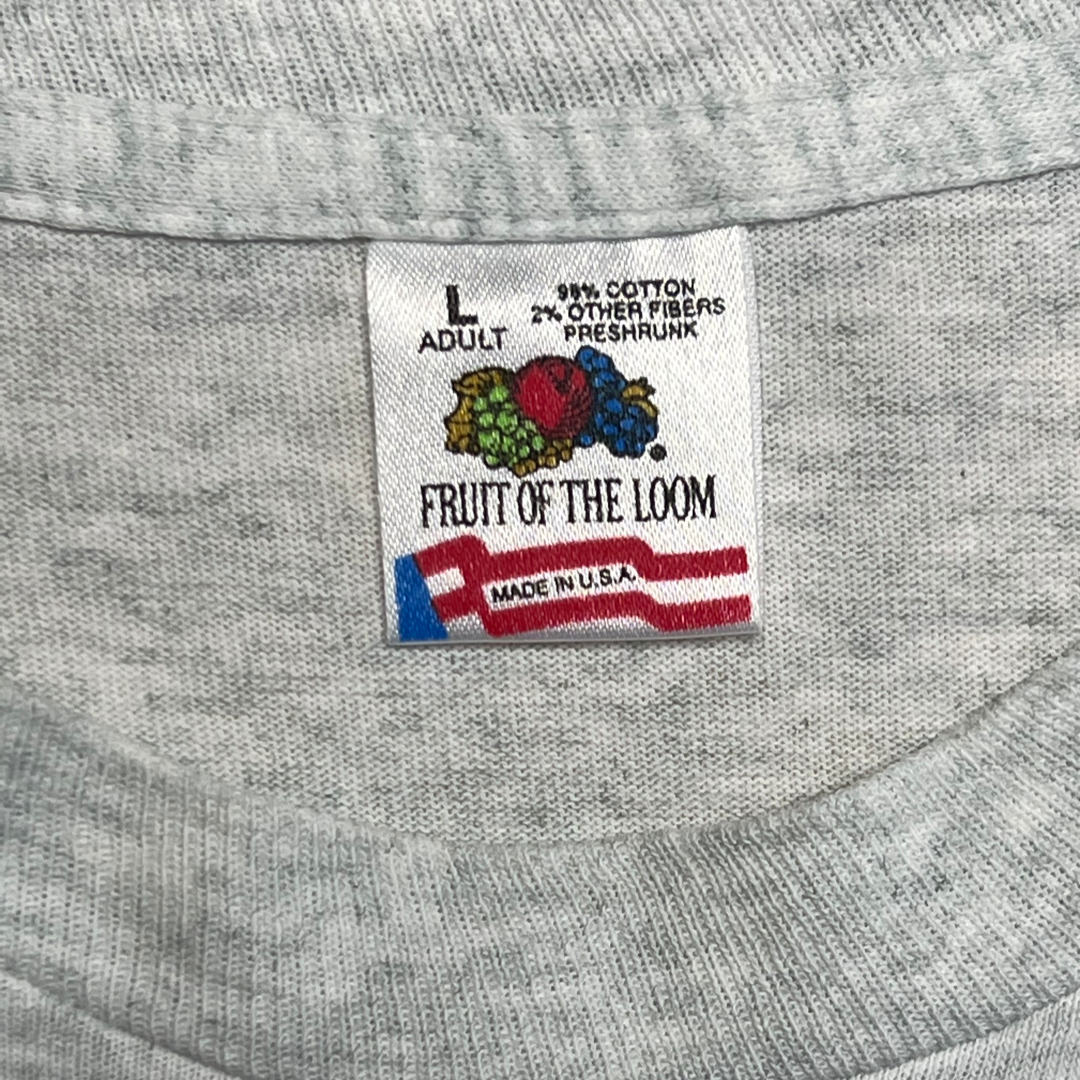 L
ADULT
98% COTTON
2% OTHER FIBERS
PRESHRUNK
FRUIT OF THE LOOM
MADE IN U.S.A.